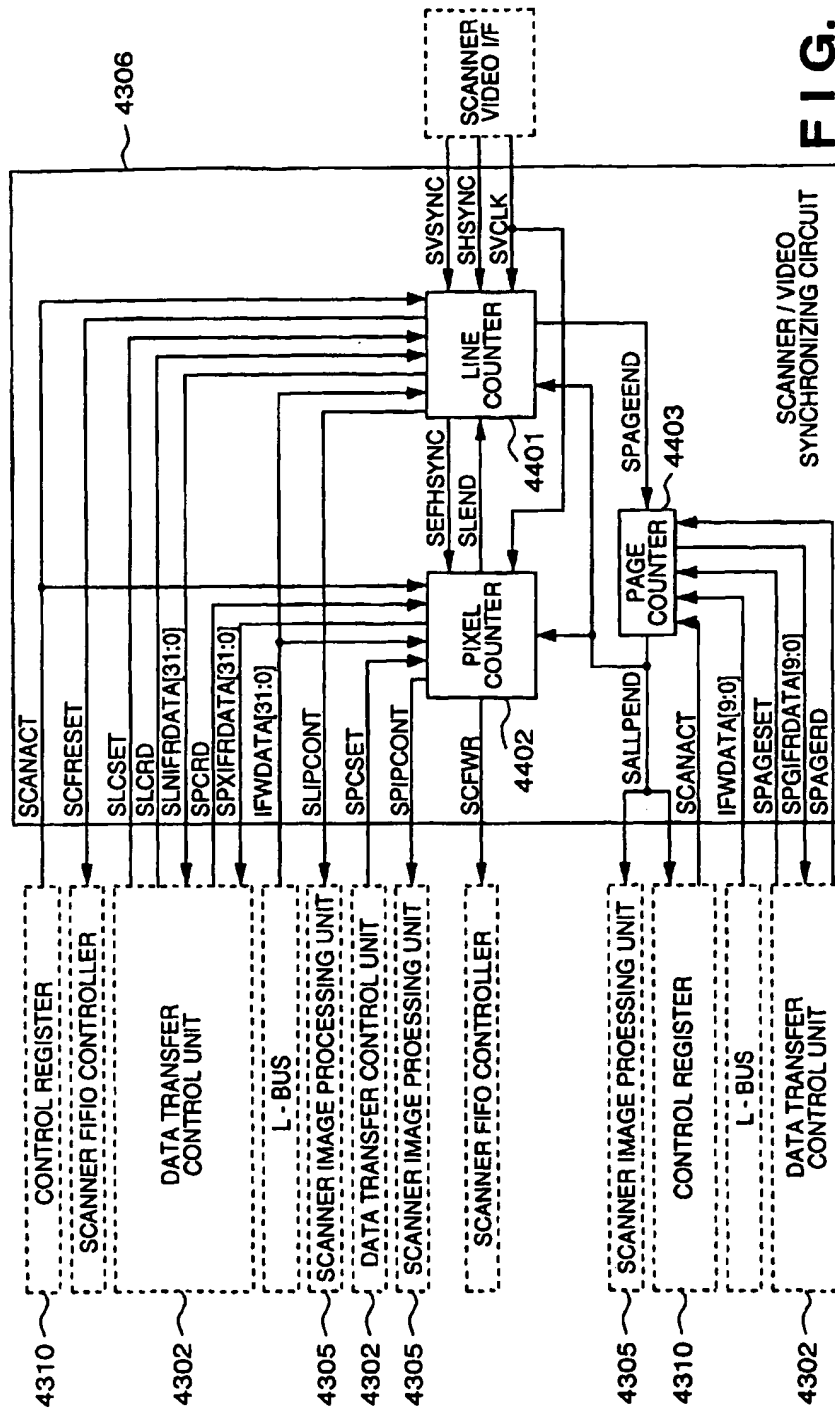 4306
SCANNER
VIDEO I/F
FIG.
SCANNER / VIDEO
SYNCHRONIZING CIRCUIT
SVSYNC
SHSYNC
SVCLK
LINE
COUNTER
4401
SEFHSYNC
SLEND
PIXEL
COUNTER
4402
SPAGEEND
4403
PAGE
COUNTER
SCANACT
SCFRESET
SLCSET
SLCRD
SLNIFRDATA[31:0]
SPCRD
SPXIFRDATA[31:0]
IFWDATA[31:0]
SLIPCONT
SPCSET
SPIPCONT
SCFWR
SALLPEND
SCANACT
IFWDATA[9:0]
SPAGESET
SPGIFRDATA[9:0]
SPAGERD
CONTROL REGISTER
SCANNER FIFIO CONTROLLER
DATA TRANSFER
CONTROL UNIT
L - BUS
SCANNER IMAGE PROCESSING UNIT
DATA TRANSFER CONTROL UNIT
SCANNER IMAGE PROCESSING UNIT
SCANNER FIFO CONTROLLER
SCANNER IMAGE PROESSING UNIT
CONTROL REGISTER
L - BUS
DATA TRANSFER
CONTROL UNIT
4310
4302
4305
4302
4305
4305
4310
4302